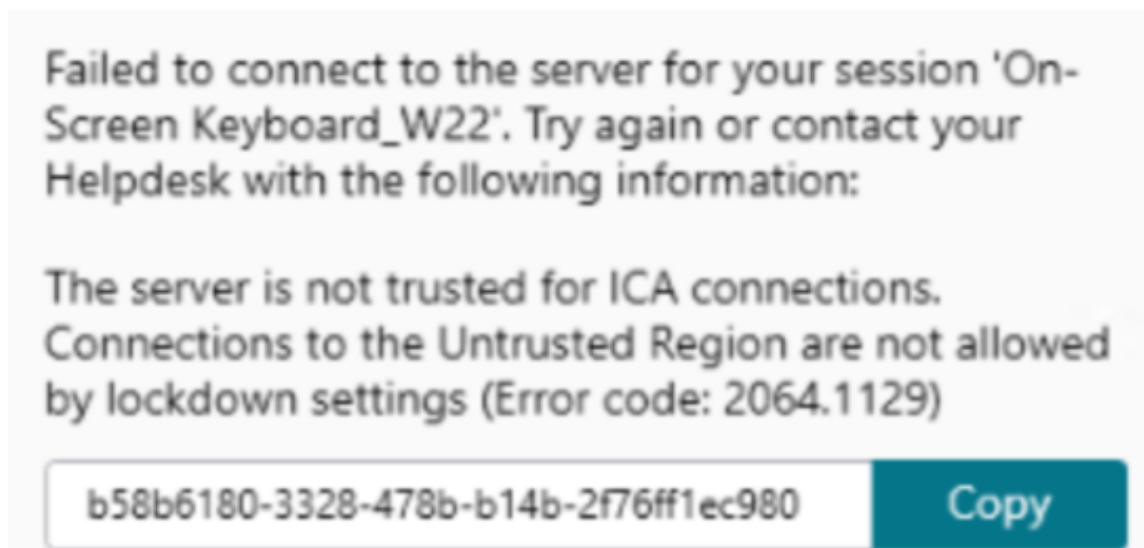 Failed to connect to the server for your session 'On-
Screen Keyboard_W22'. Try again or contact your
Helpdesk with the following information:
The server is not trusted for ICA connections.
Connections to the Untrusted Region are not allowed
by lockdown settings (Error code: 2064.1129)
b58b6180-3328-478b-b14b-2f76ff1ec980
Copy